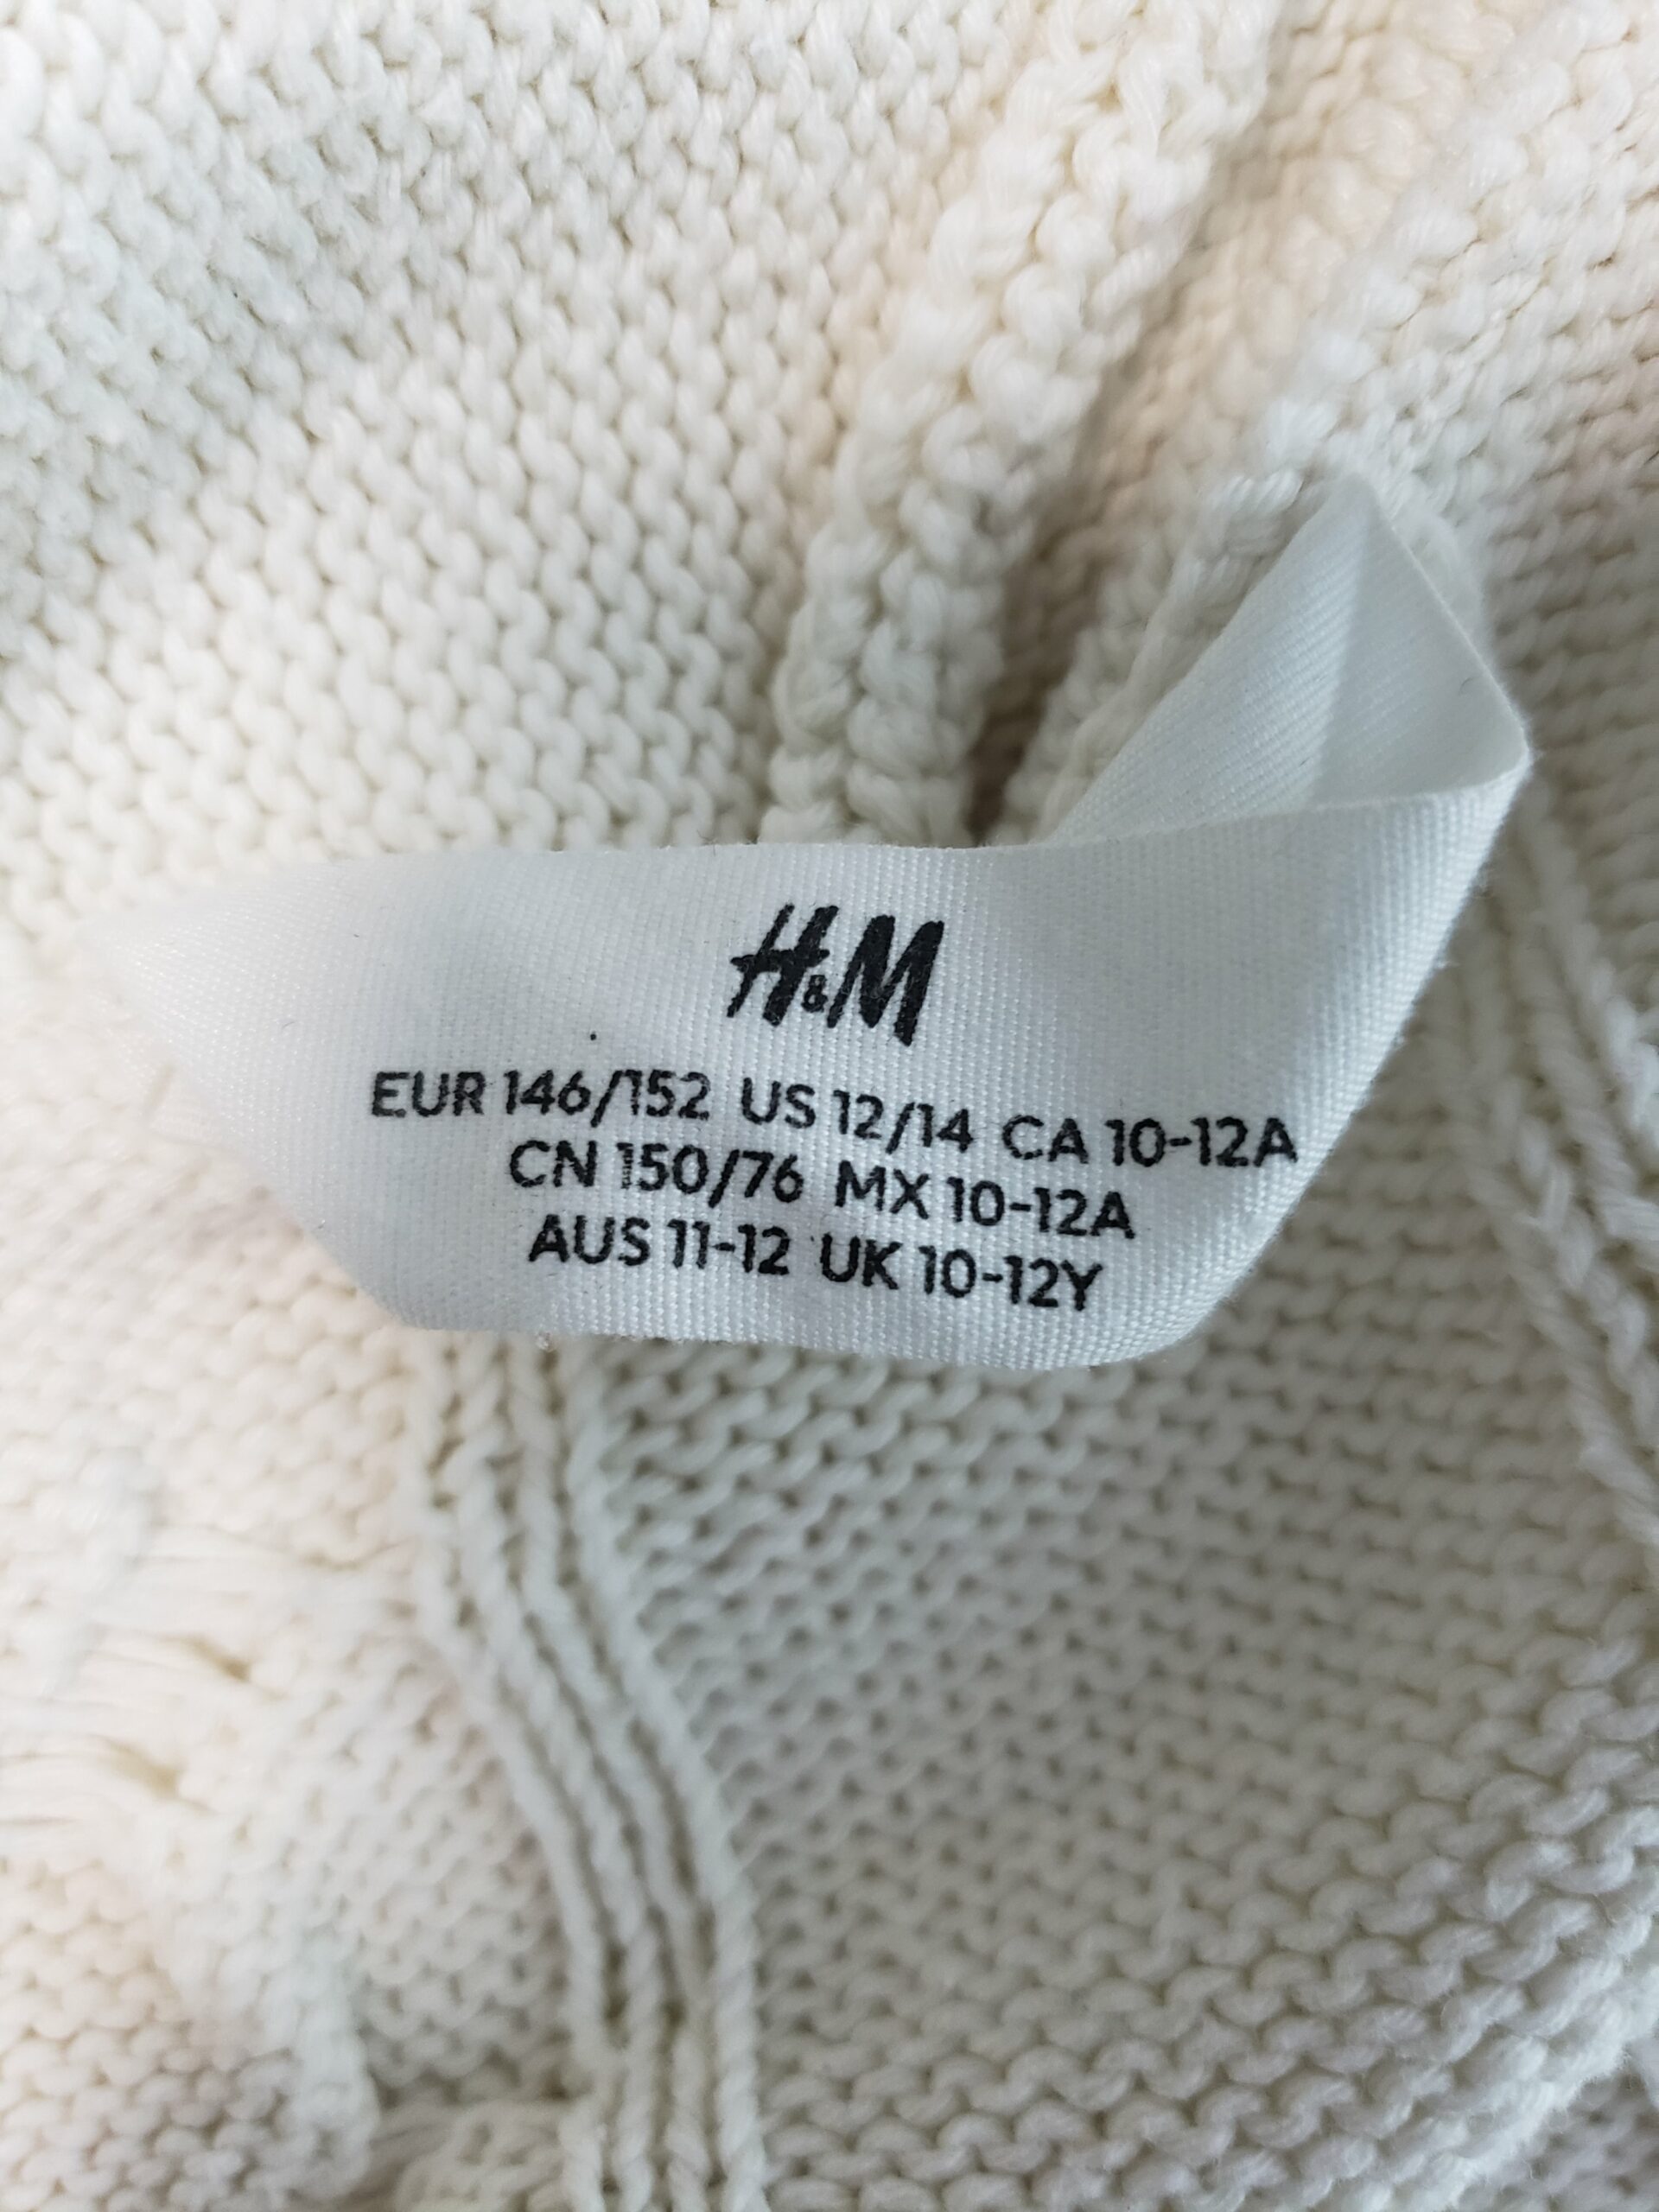 H&M
EUR 146/152 US 12/14 CA 10-12A
CN 150/76 MX 10-12A
AUS 11-12 UK 10-12Y